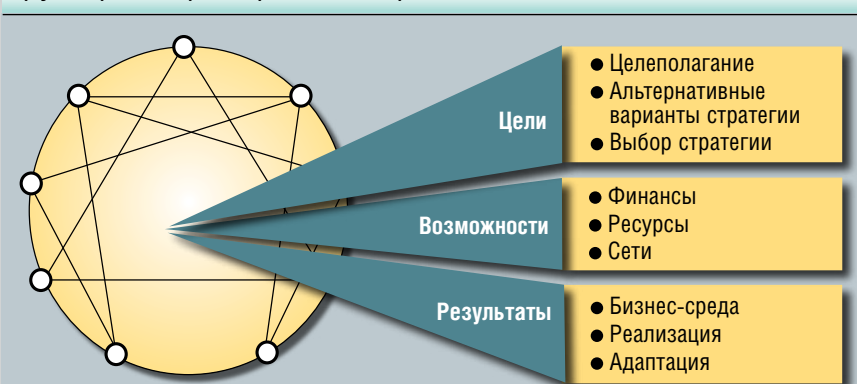 Цели
● Целеполагание
● Альтернативные
варианты стратегии
● Выбор стратегии
Возможности
● Финансы
● Ресурсы
● Сети
Результаты
● Бизнес-среда
● Реализация
● Адаптация